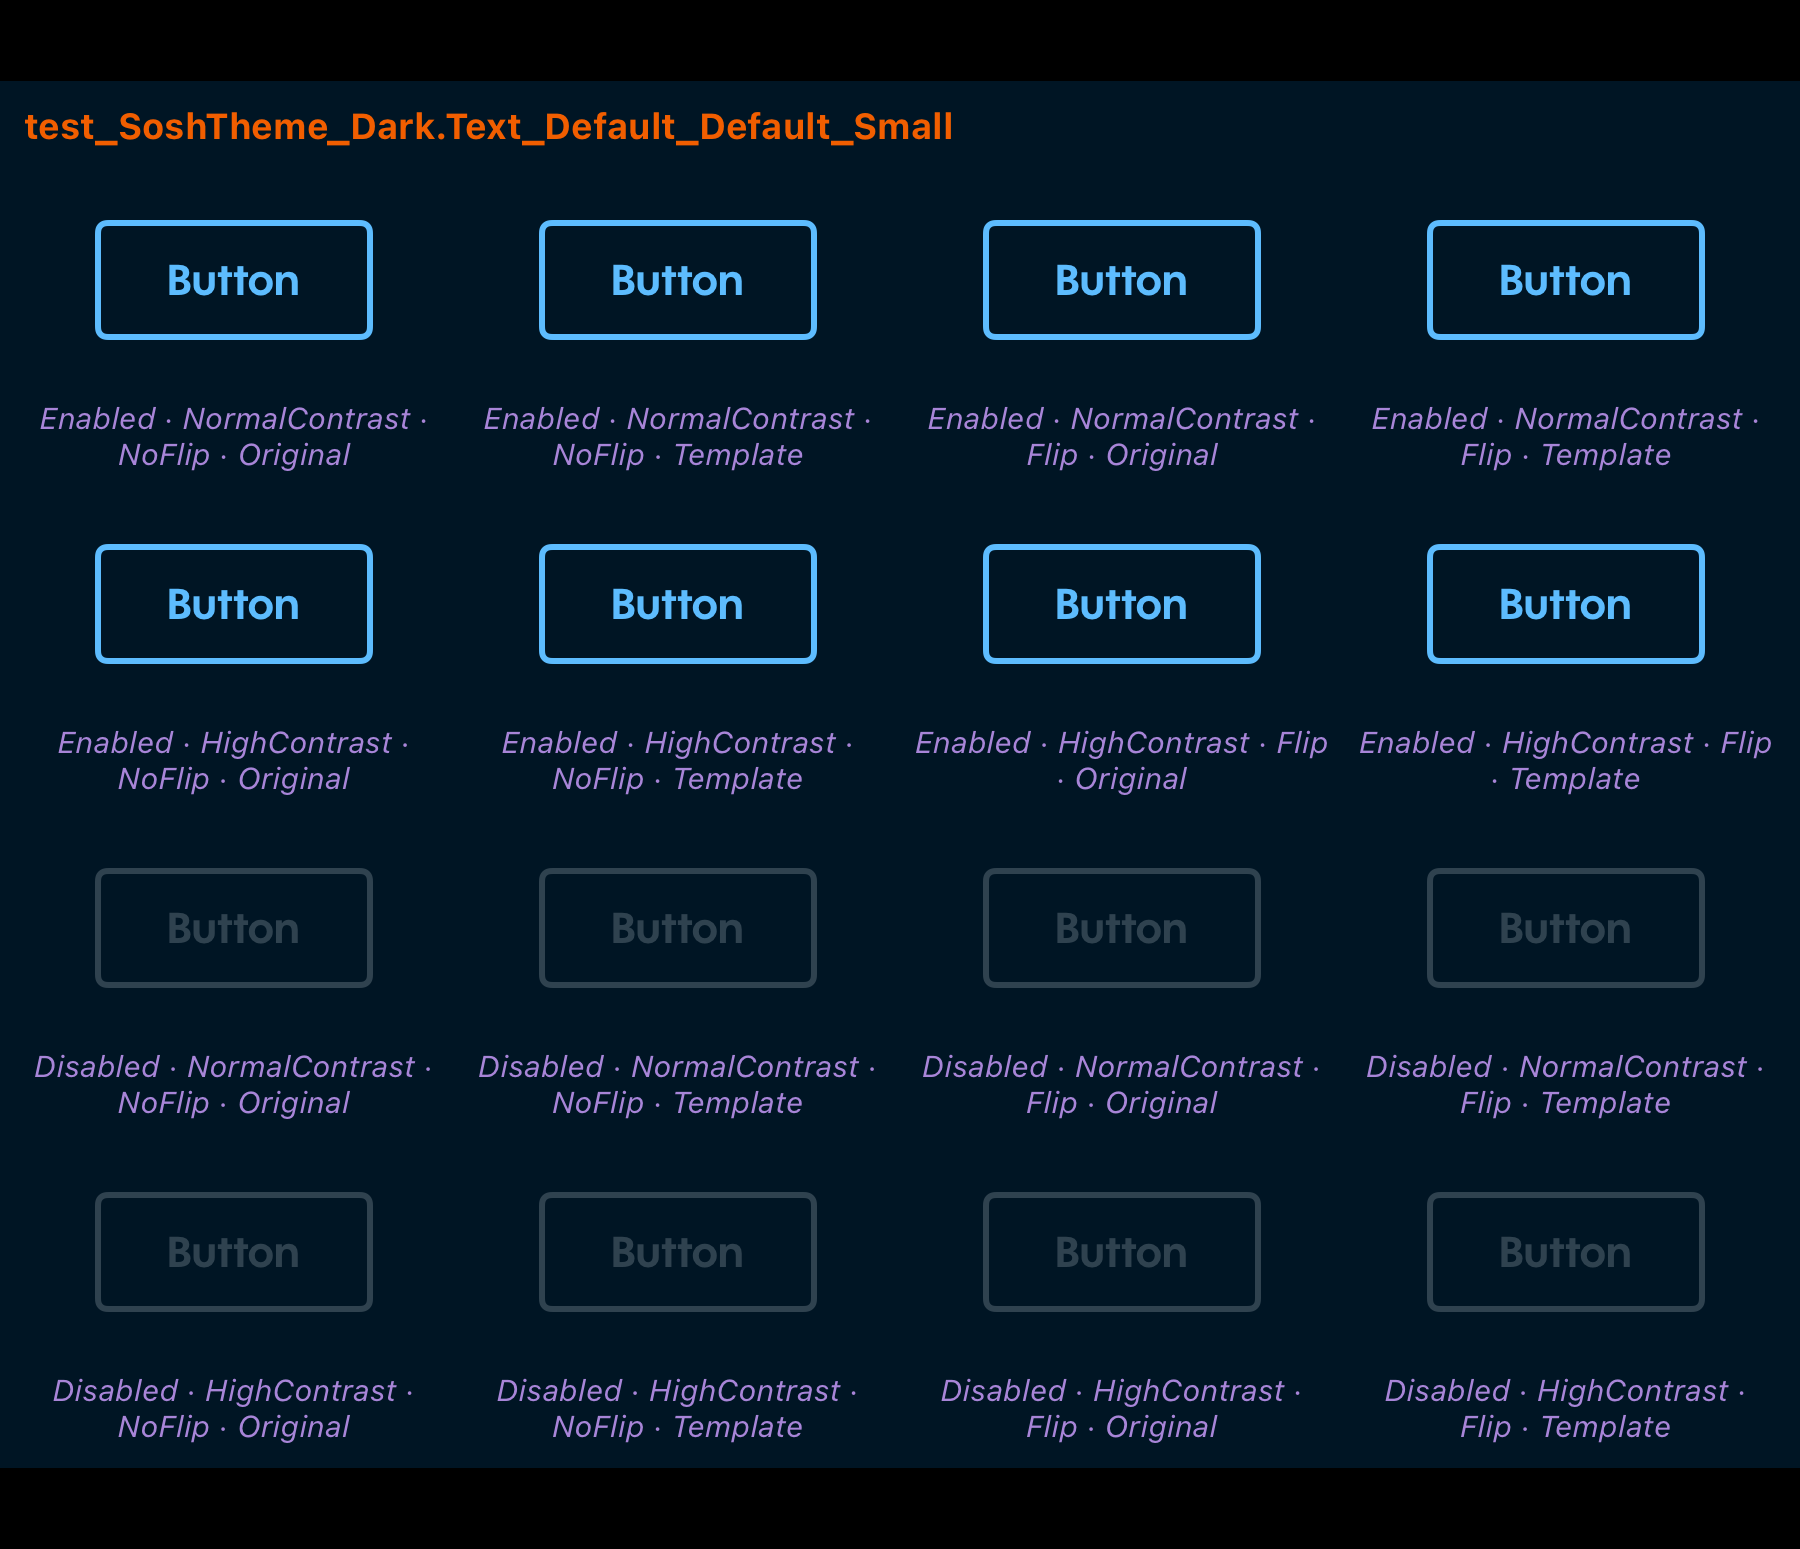 test_SoshTheme_Dark.Text_Default_Default_Small
Button Button Button Button
Enabled · NormalContrast · Enabled · NormalContrast · Enabled · NormalContrast · Enabled · NormalContrast ·
NoFlip · Original NoFlip · Template Flip · Original Flip · Template
Button Button Button Button
Enabled · HighContrast · Enabled · HighContrast · Enabled · HighContrast · Flip Enabled · HighContrast · Flip
NoFlip · Original NoFlip · Template · Original · Template
Button Button Button Button
Disabled · NormalContrast · Disabled · NormalContrast · Disabled · NormalContrast · Disabled · NormalContrast ·
NoFlip · Original NoFlip · Template Flip · Original Flip · Template
Button Button Button Button
Disabled · HighContrast · Disabled · HighContrast · Disabled · HighContrast · Disabled · HighContrast ·
NoFlip · Original NoFlip · Template Flip · Original Flip · Template